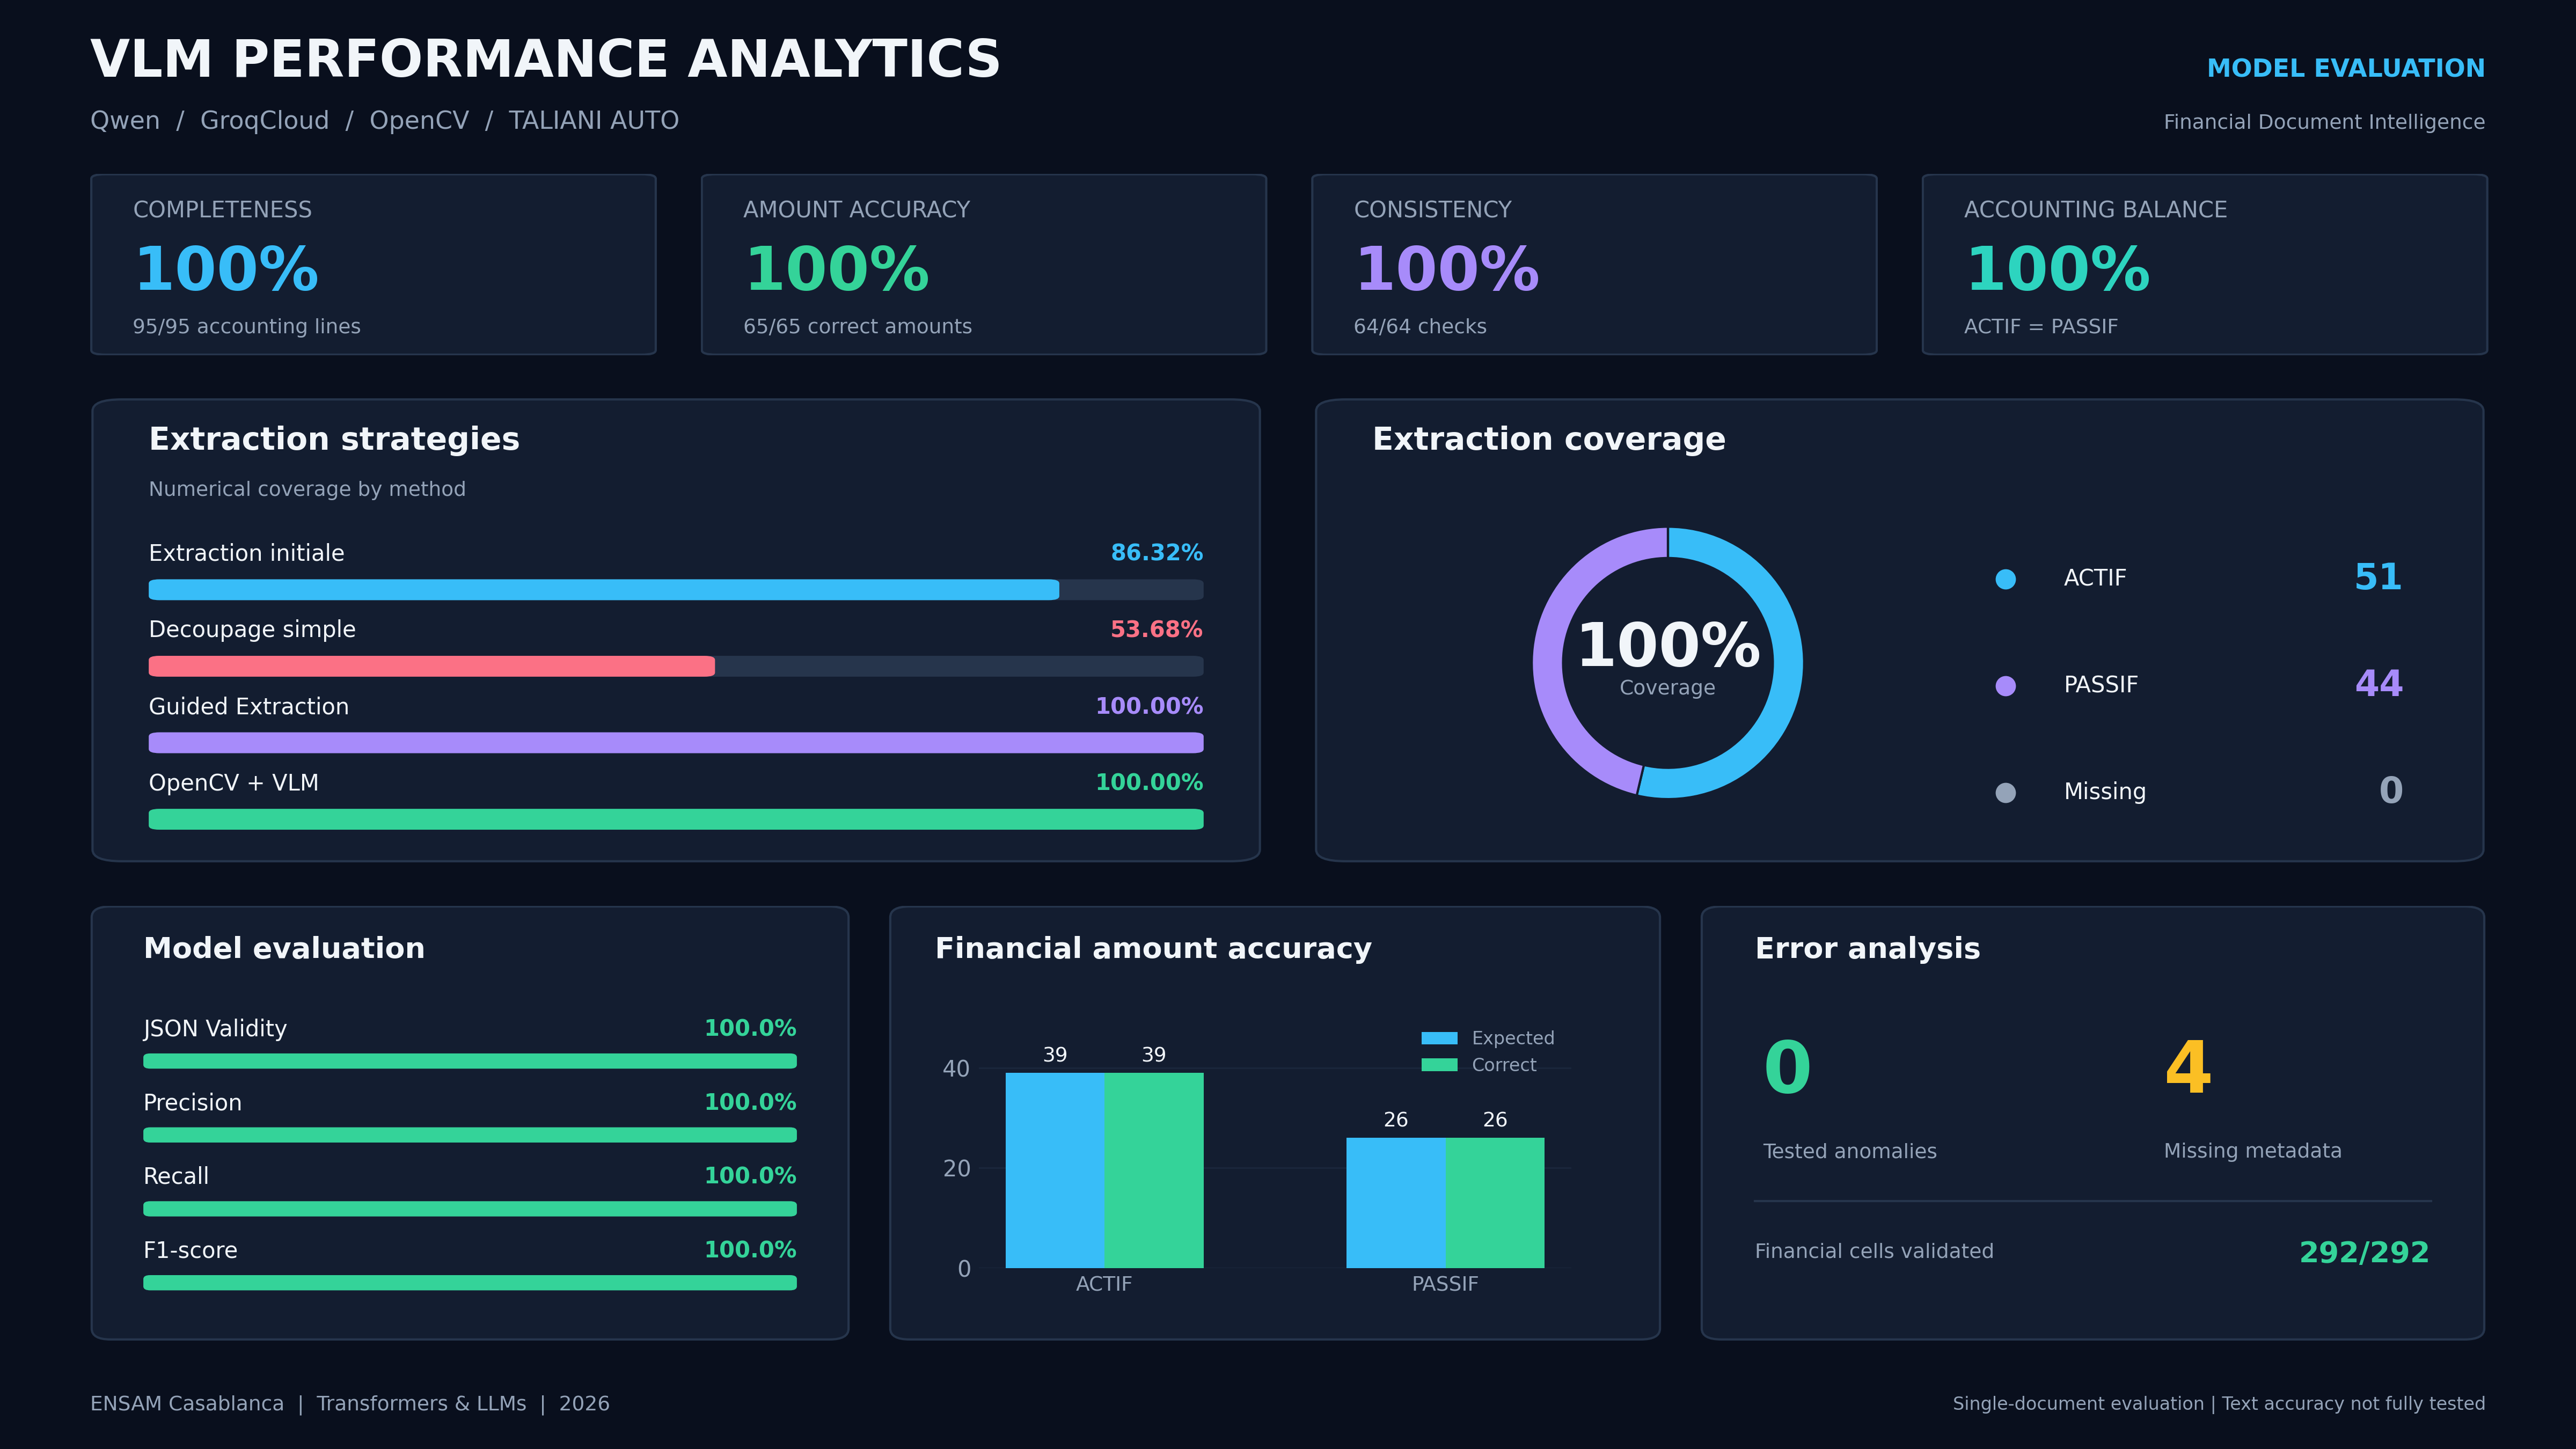 VLM PERFORMANCE ANALYTICS
MODEL EVALUATION
Qwen / GroqCloud / OpenCV / TALIANI AUTO
Financial Document Intelligence
COMPLETENESS
100%
95/95 accounting lines
AMOUNT ACCURACY
100%
65/65 correct amounts
CONSISTENCY
100%
64/64 checks
ACCOUNTING BALANCE
100%
ACTIF = PASSIF
Extraction strategies
Numerical coverage by method
Extraction initiale 86.32%
Decoupage simple 53.68%
Guided Extraction 100.00%
OpenCV + VLM 100.00%
Extraction coverage
100%
Coverage
ACTIF 51
PASSIF 44
Missing 0
Model evaluation
JSON Validity 100.0%
Precision 100.0%
Recall 100.0%
F1-score 100.0%
Financial amount accuracy
Expected
Correct
39 39
26 26
40
20
0
ACTIF PASSIF
Error analysis
0
Tested anomalies
4
Missing metadata
Financial cells validated 292/292
ENSAM Casablanca | Transformers & LLMs | 2026
Single-document evaluation | Text accuracy not fully tested